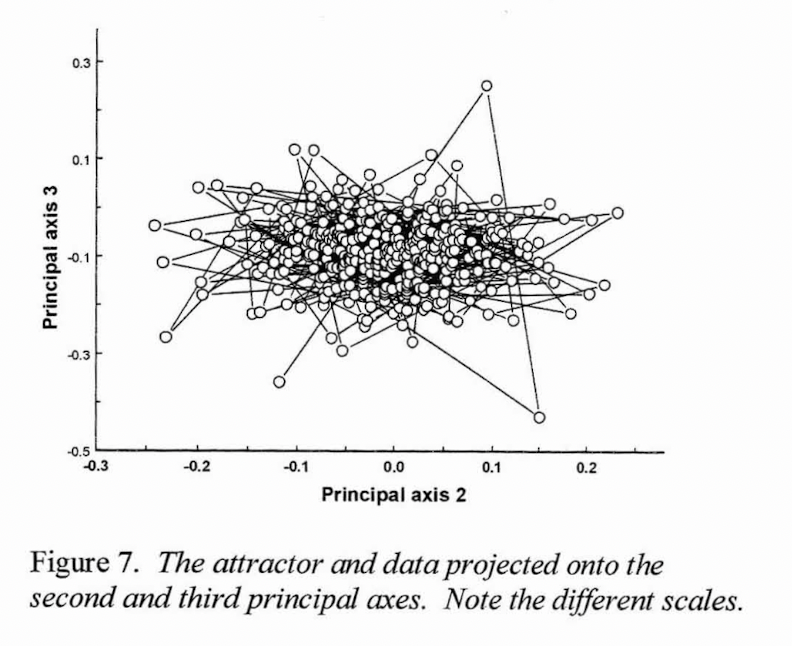 0.3
0.1
-0.1
-0.3
-0.5
Principal axis 3
-0.3 -0.2 -0.1 0.0 0.1 0.2
Principal axis 2
Figure 7. The attractor and data projected onto the
second and third principal axes. Note the different scales.